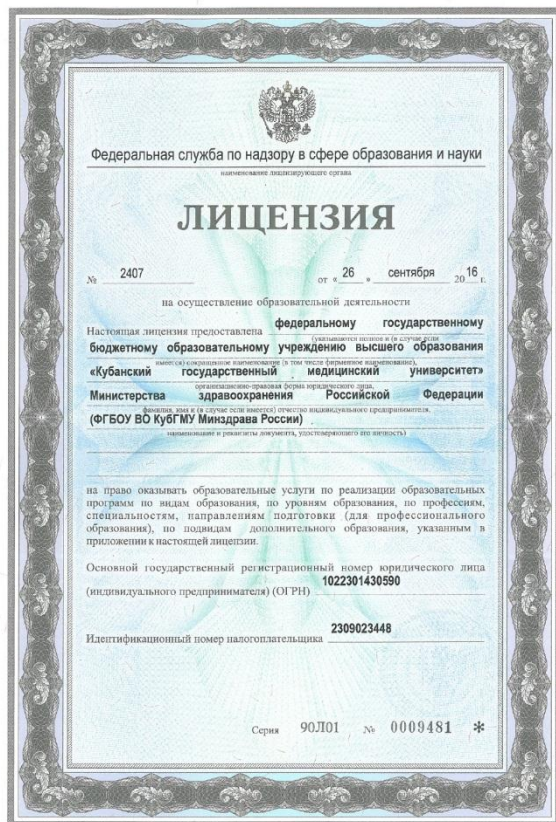 Федеральная служба по надзору в сфере образования и науки
наименование лицензирующего органа
ЛИЦЕНЗИЯ
№ 2407 от « 26 » сентября 20 16 г.
на осуществление образовательной деятельности
Настоящая лицензия предоставлена федеральному государственному
(указываются полное и (в случае если
бюджетному образовательному учреждению высшего образования
имеется) сокращенное наименование (в том числе фирменное наименование),
«Кубанский государственный медицинский университет»
организационно-правовая форма юридического лица,
Министерства здравоохранения Российской Федерации
фамилия, имя и (в случае если имеется) отчество индивидуального предпринимателя,
(ФГБОУ ВО КубГМУ Минздрава России)
наименование и реквизиты документа, удостоверяющего его личность)
на право оказывать образовательные услуги по реализации образовательных
программ по видам образования, по уровням образования, по профессиям,
специальностям, направлениям подготовки (для профессионального
образования), по подвидам дополнительного образования, указанным в
приложении к настоящей лицензии.
Основной государственный регистрационный номер юридического лица
(индивидуального предпринимателя) (ОГРН) 1022301430590
Идентификационный номер налогоплательщика 2309023448
Серия 90Л01 № 0009481 *